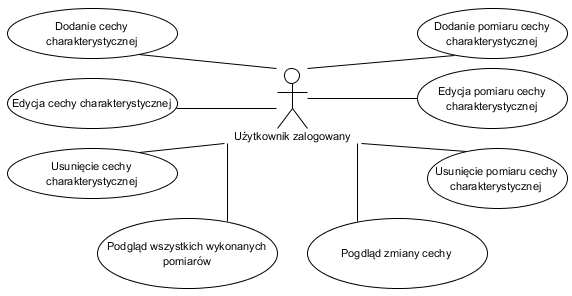 Dodanie cechy
charakterystycznej
Dodanie pomiaru cechy
charakterystycznej
Edycja cechy charakterystycznej
Edycja pomiaru cechy
charakterystycznej
Użytkownik zalogowany
Usunięcie cechy
charakterystycznej
Usunięcie pomiaru cechy
charakterystycznej
Podgląd wszystkich wykonanych
pomiarów
Pogdląd zmiany cechy